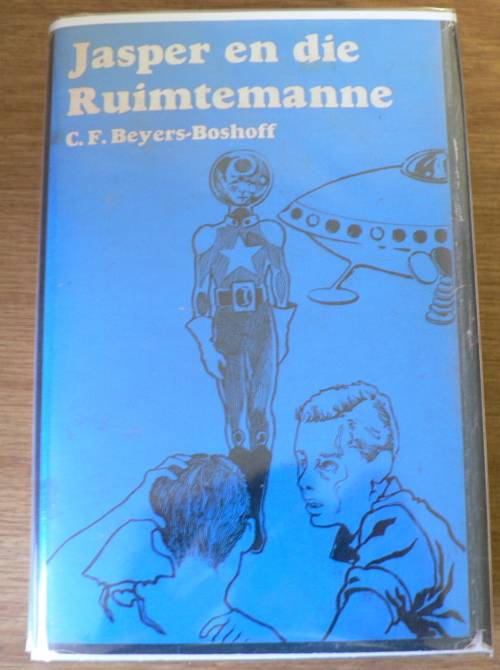 Jasper en die
Ruimtemanne
C. F. Beyers-Boshoff